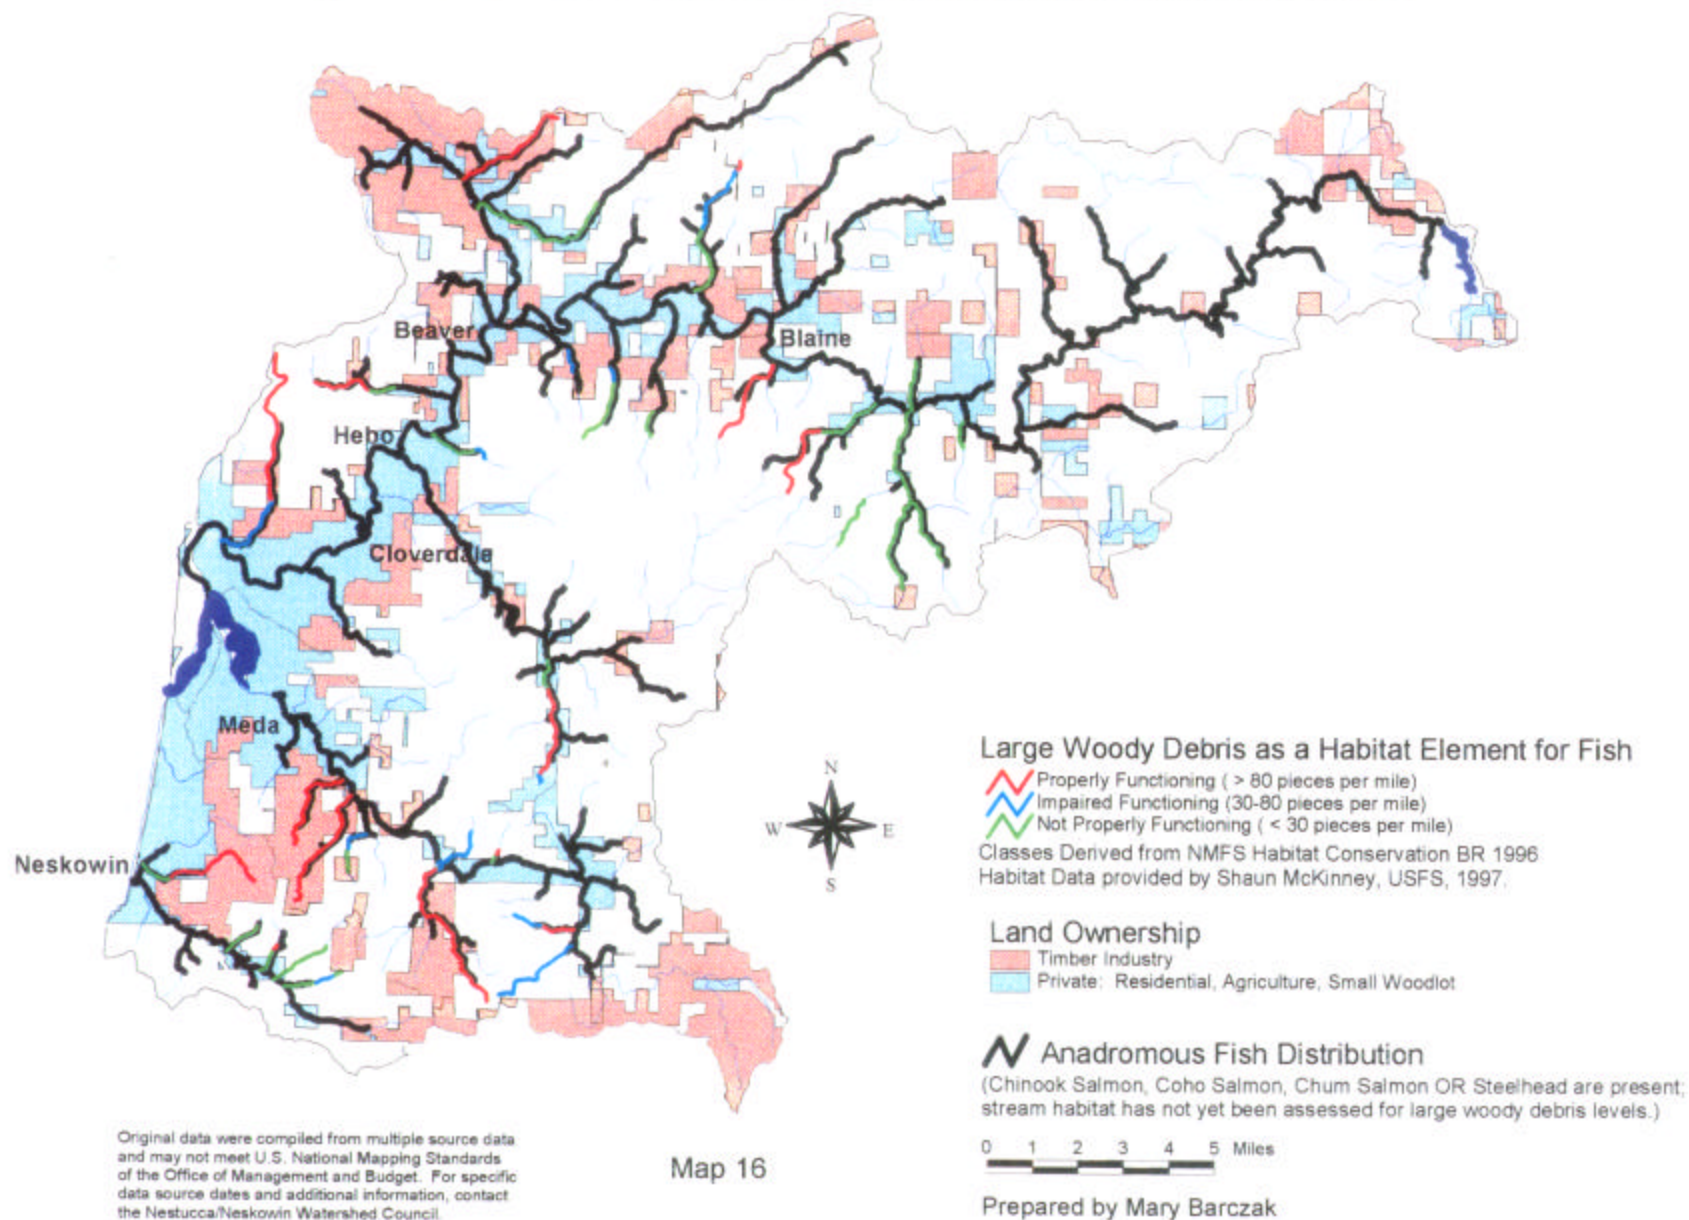 Beaver
Blaine
Hebo
Cloverdale
Meda
Neskowin
N
W E
S
Large Woody Debris as a Habitat Element for Fish
Properly Functioning ( > 80 pieces per mile)
Impaired Functioning (30-80 pieces per mile)
Not Properly Functioning ( < 30 pieces per mile)
Classes Derived from NMFS Habitat Conservation BR 1996
Habitat Data provided by Shaun McKinney, USFS, 1997.
Land Ownership
Timber Industry
Private: Residential, Agriculture, Small Woodlot
Anadromous Fish Distribution
(Chinook Salmon, Coho Salmon, Chum Salmon OR Steelhead are present;
stream habitat has not yet been assessed for large woody debris levels.)
0 1 2 3 4 5 Miles
Prepared by Mary Barczak
Map 16
Original data were compiled from multiple source data
and may not meet U.S. National Mapping Standards
of the Office of Management and Budget. For specific
data source dates and additional information, contact
the Nestucca/Neskowin Watershed Council.